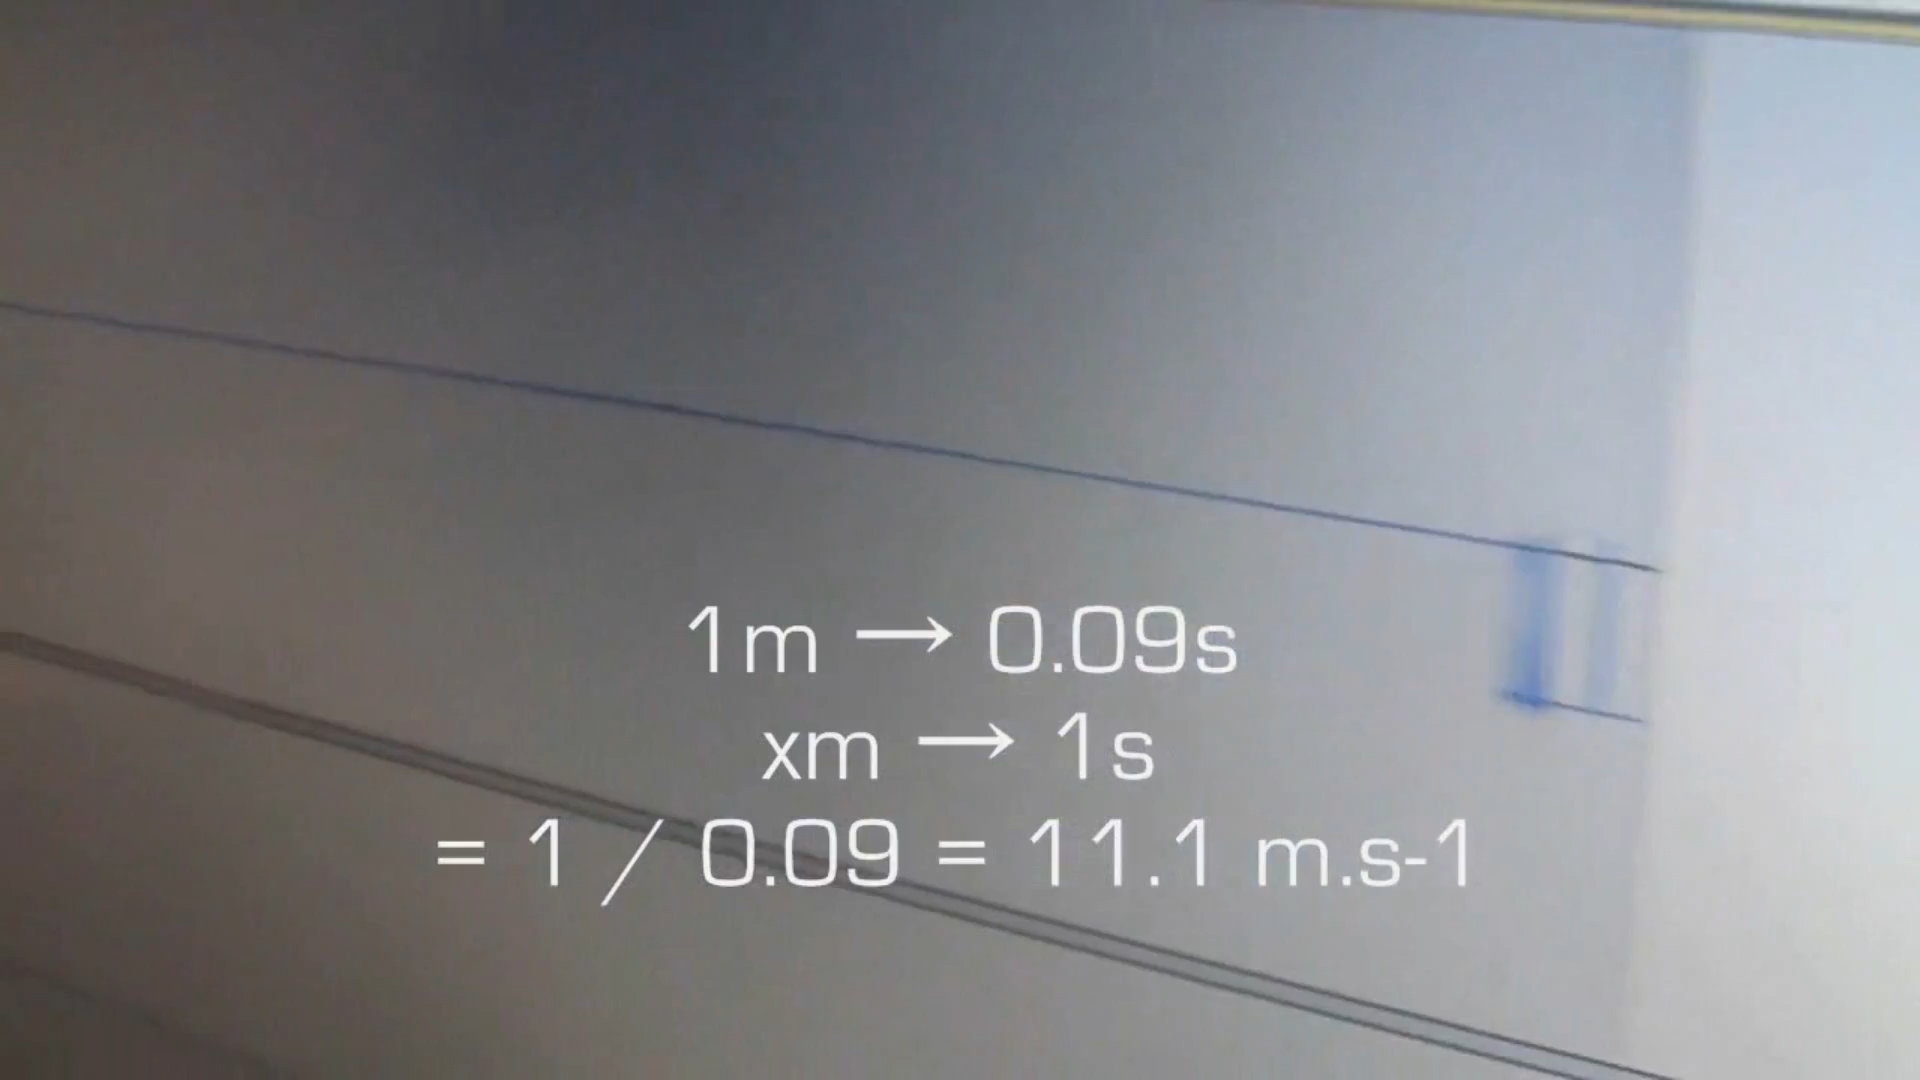 1m → 0.09s
xm → 1s
= 1 / 0.09 = 11.1 m.s-1